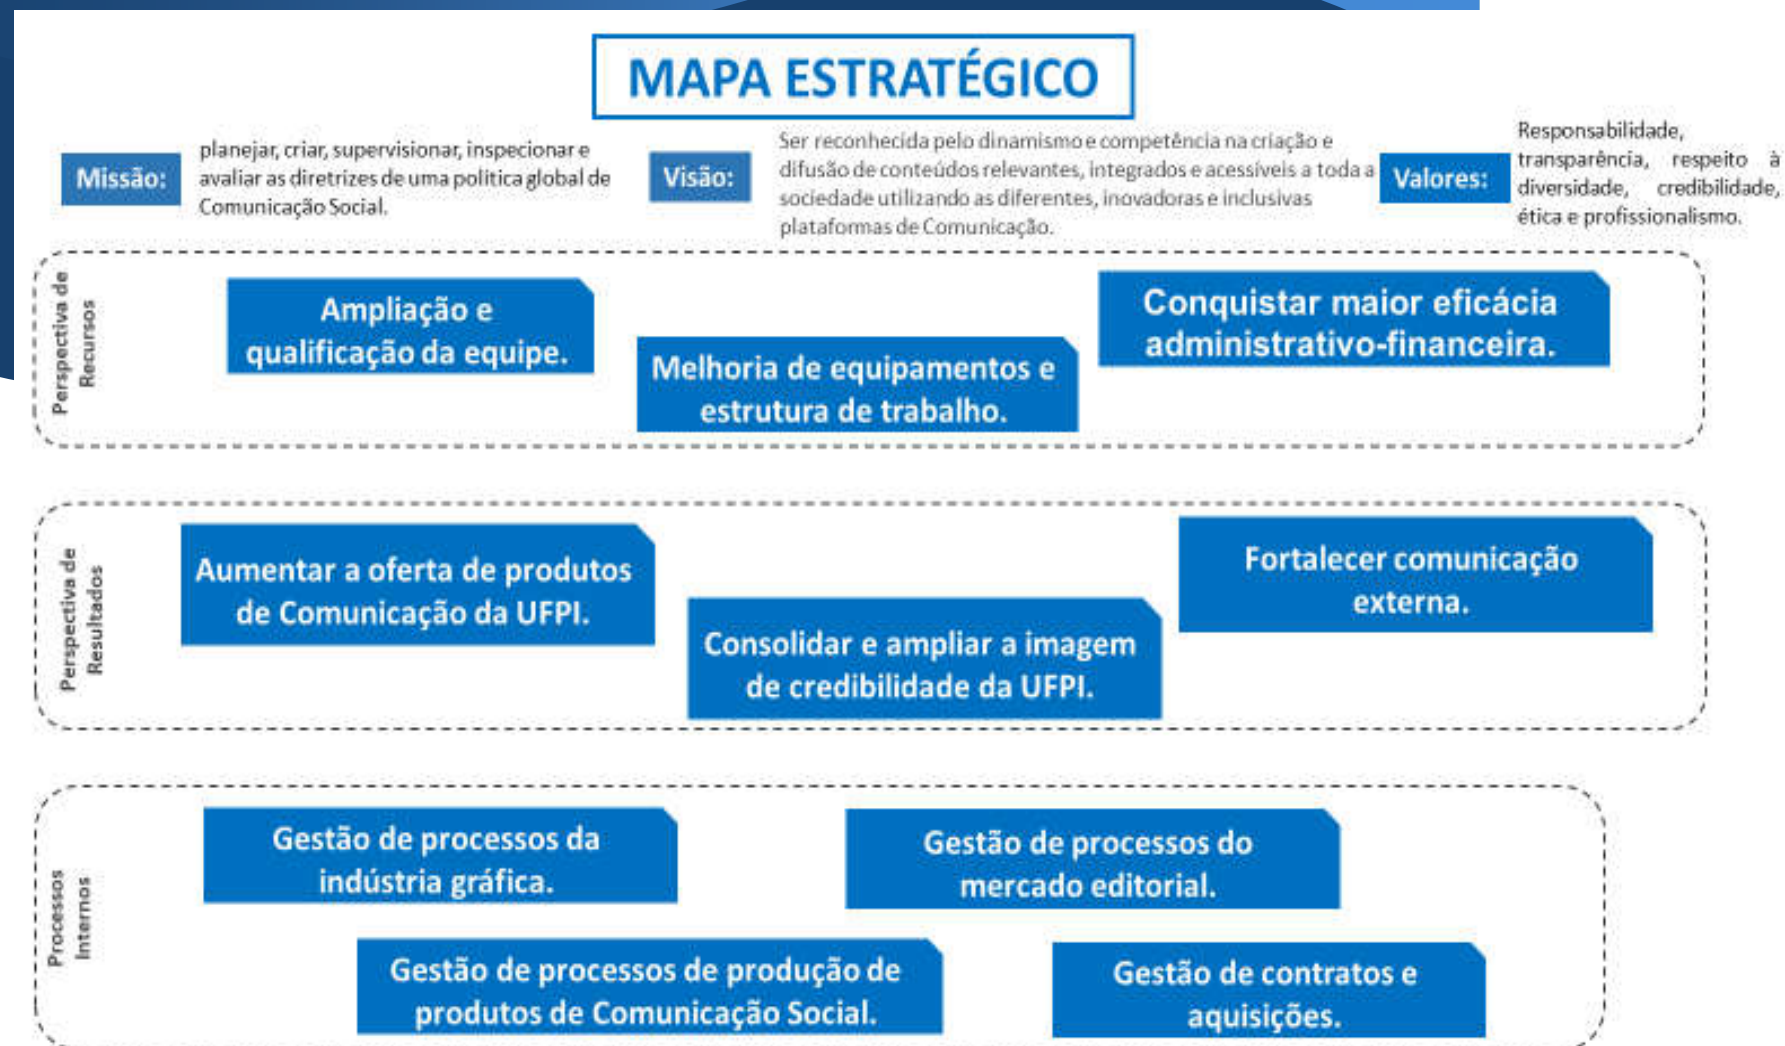 MAPA ESTRATÉGICO
Missão:
planejar, criar, supervisionar, inspecionar e
avaliar as diretrizes de uma política global de
Comunicação Social.
Visão:
Ser reconhecida pelo dinamismo e competência na criação e
difusão de conteúdos relevantes, integrados e acessíveis a toda a
sociedade utilizando as diferentes, inovadoras e inclusivas
plataformas de Comunicação.
Valores:
Responsabilidade,
transparência, respeito à
diversidade, credibilidade,
ética e profissionalismo.
Perspectiva de
Recursos
Ampliação e
qualificação da equipe.
Melhoria de equipamentos e
estrutura de trabalho.
Conquistar maior eficácia
administrativo-financeira.
Perspectiva de
Resultados
Aumentar a oferta de produtos
de Comunicação da UFPI.
Consolidar e ampliar a imagem
de credibilidade da UFPI.
Fortalecer comunicação
externa.
Processos
Internos
Gestão de processos da
indústria gráfica.
Gestão de processos do
mercado editorial.
Gestão de processos de produção de
produtos de Comunicação Social.
Gestão de contratos e
aquisições.